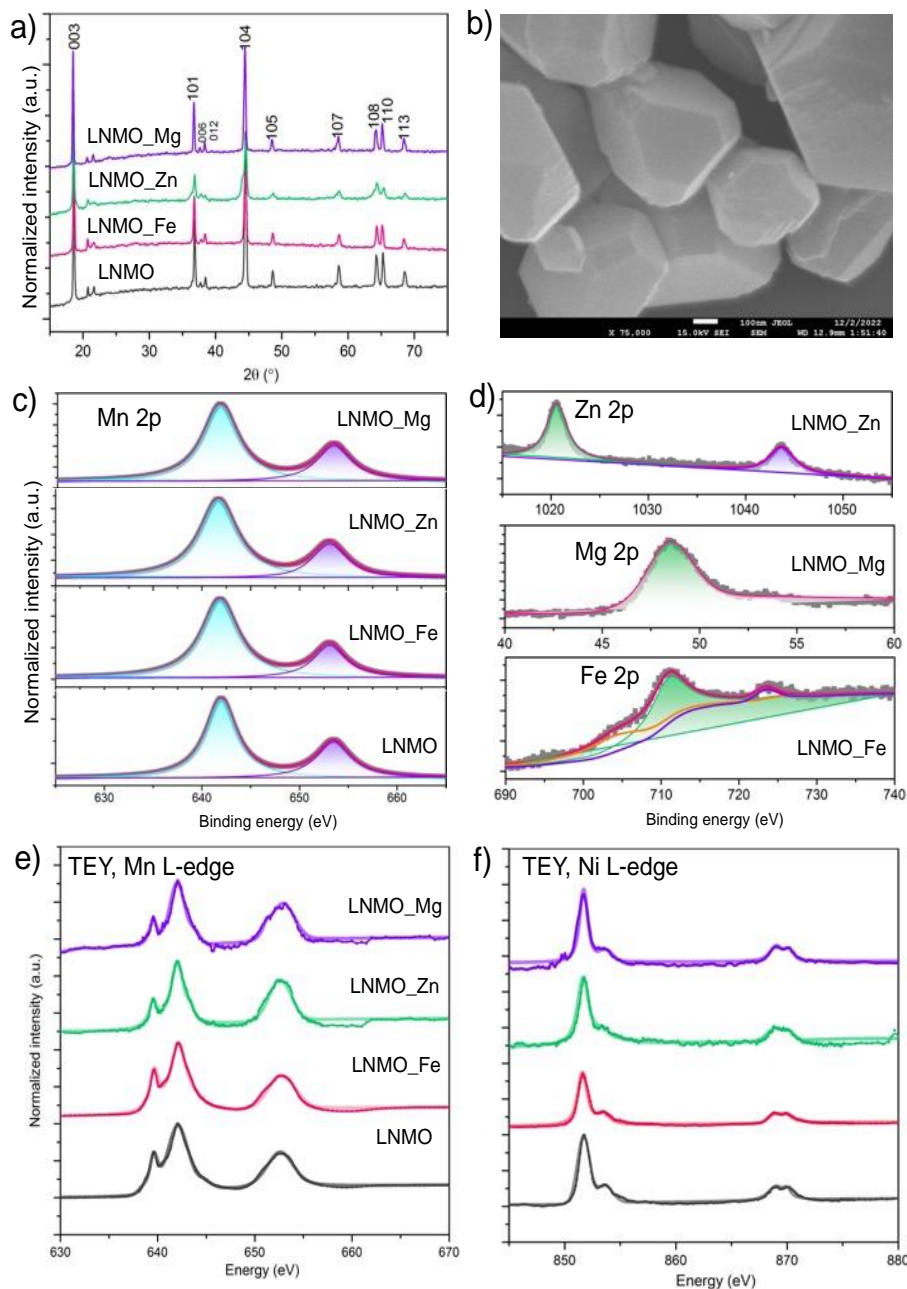 a)
Normalized intensity (a.u.)
003
101
006
012
104
105
107
108
110
113
LNMO_Mg
LNMO_Zn
LNMO_Fe
LNMO
20 30 40 50 60 70
2θ (°)
b)
100nm JEOL 12/2/2022
X 75,000 15.0kV SEI SEM WD 12.9mm 1:51:40
c)
Normalized intensity (a.u.)
Mn 2p
LNMO_Mg
LNMO_Zn
LNMO_Fe
LNMO
630 640 650 660
Binding energy (eV)
d)
Zn 2p
LNMO_Zn
1020 1030 1040 1050
Mg 2p
LNMO_Mg
40 45 50 55 60
Fe 2p
LNMO_Fe
690 700 710 720 730 740
Binding energy (eV)
e)
TEY, Mn L-edge
Normalized intensity (a.u.)
LNMO_Mg
LNMO_Zn
LNMO_Fe
LNMO
630 640 650 660 670
Energy (eV)
f)
TEY, Ni L-edge
850 860 870 880
Energy (eV)